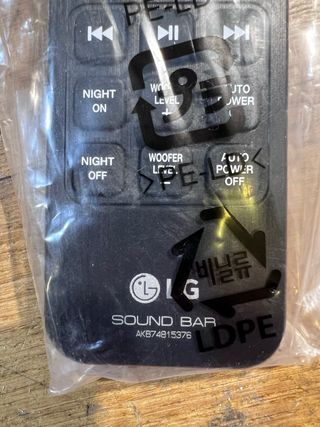 PE-LD
NIGHT
ON
WOOFER
LEVEL
+
AUTO
POWER
NIGHT
OFF
WOOFER
LEVEL
−
AUTO
POWER
OFF
>PE-L <
비닐류
LG
SOUND BAR
AKB74815376
LDPE